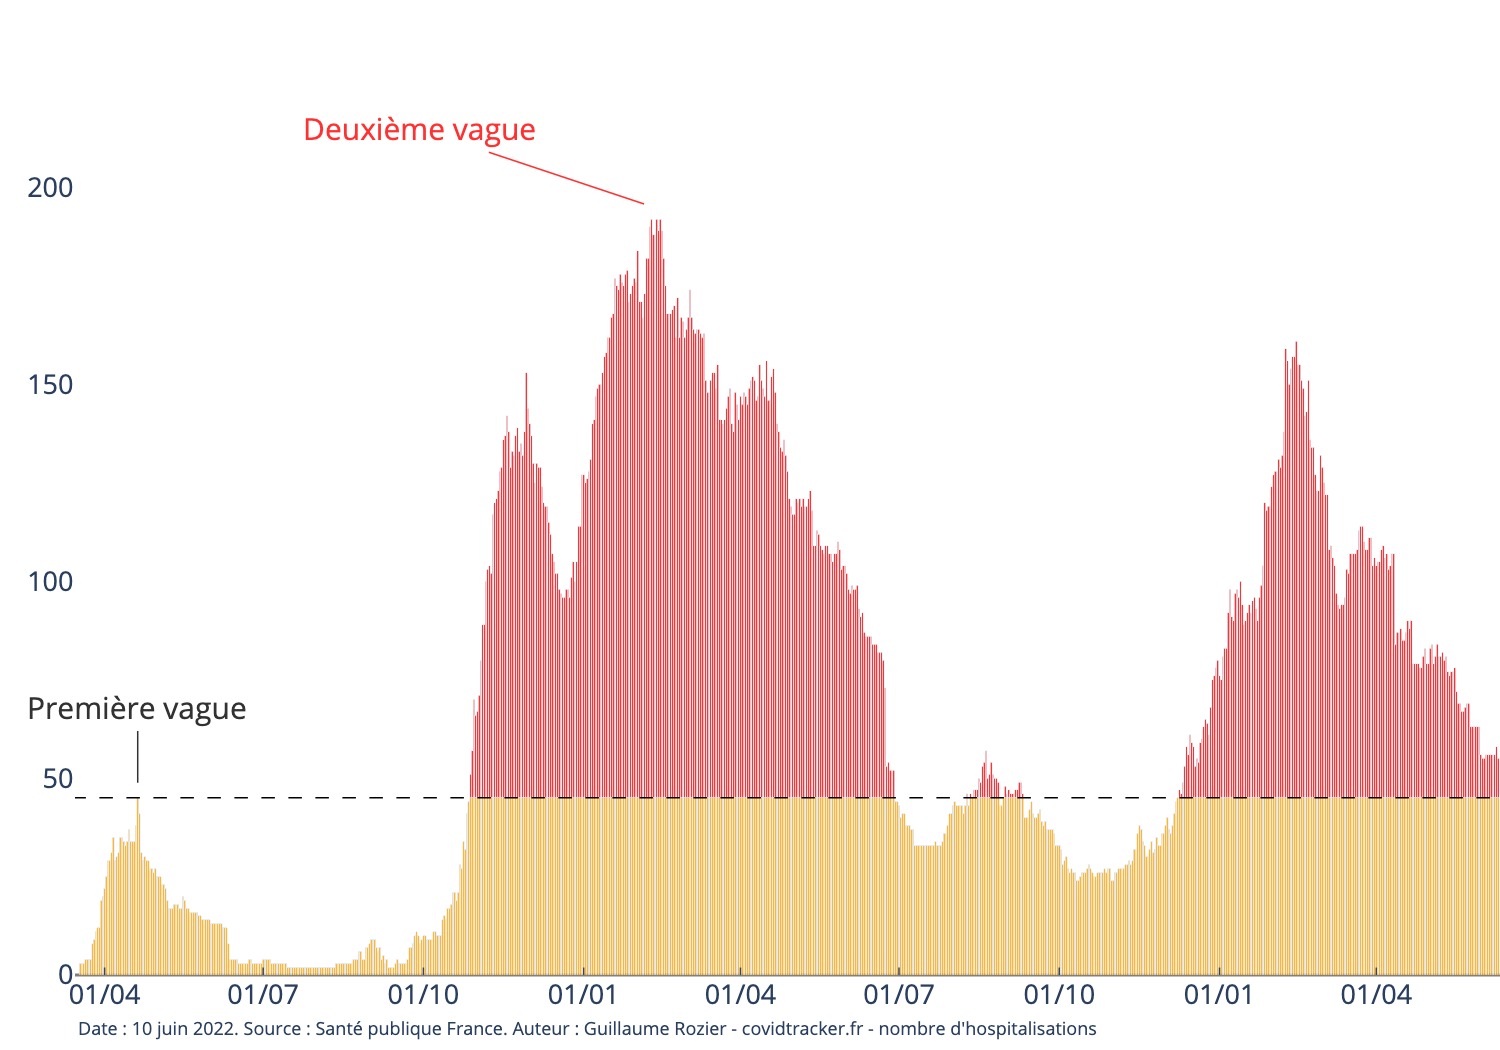 Deuxième vague
200
150
100
Première vague
50
0
01/04 01/07 01/10 01/01 01/04 01/07 01/10 01/01 01/04
Date : 10 juin 2022. Source : Santé publique France. Auteur : Guillaume Rozier - covidtracker.fr - nombre d'hospitalisations